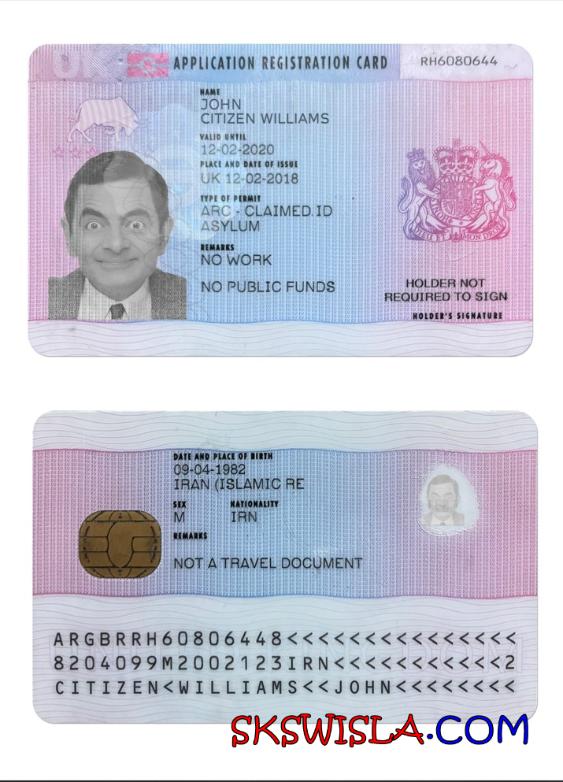 UK
APPLICATION REGISTRATION CARD
RH6080644
NAME
JOHN
CITIZEN WILLIAMS
VALID UNTIL
12-02-2020
PLACE AND DATE OF ISSUE
UK 12-02-2018
TYPE OF PERMIT
ARC - CLAIMED ID
ASYLUM
REMARKS
NO WORK
NO PUBLIC FUNDS
HOLDER NOT
REQUIRED TO SIGN
HOLDER'S SIGNATURE
DATE AND PLACE OF BIRTH
09-04-1982
IRAN (ISLAMIC RE
SEX NATIONALITY
M IRN
REMARKS
NOT A TRAVEL DOCUMENT
ARGBRRH60806448<<<<<<<<<<<<<<<
8204099M2002123IRN<<<<<<<<<<<2
CITIZEN<WILLIAMS<<JOHN<<<<<<<<
SKSWISLA.COM